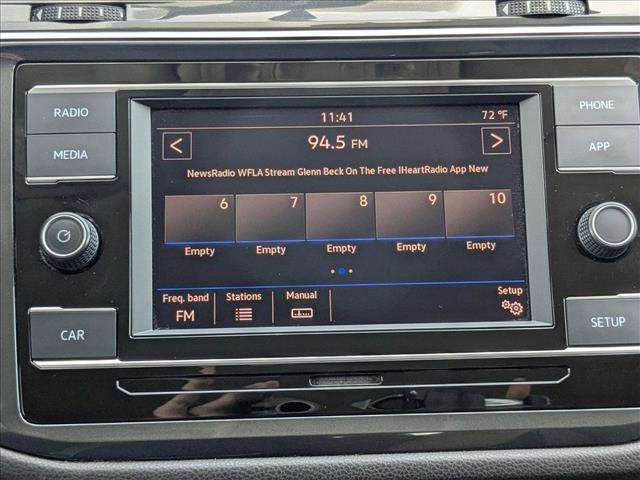 RADIO
MEDIA
CAR
PHONE
APP
SETUP
11:41
72 °F
<
94.5 FM
>
NewsRadio WFLA Stream Glenn Beck On The Free IHeartRadio App New
6 7 8 9 10
Empty Empty Empty Empty Empty
Freq. band Stations Manual Setup
FM